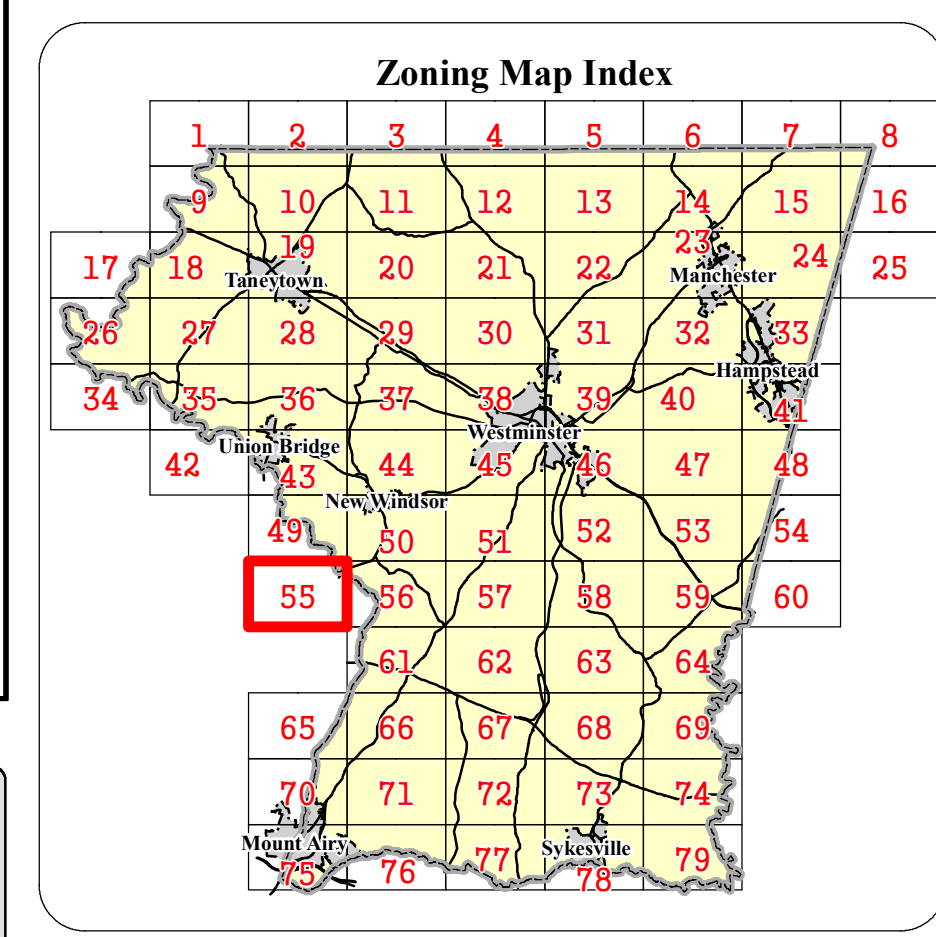 Zoning Map Index
1 2 3 4 5 6 7 8
9 10 11 12 13 14 15 16
17 18 19 20 21 22 23 24 25
Taneytown
Manchester
26 27 28 29 30 31 32 33
Hampstead
34 35 36 37 38 39 40 41
Westminster
Union Bridge
42 43 44 45 46 47 48
New Windsor
49 50 51 52 53 54
55 56 57 58 59 60
61 62 63 64
65 66 67 68 69
70 71 72 73 74
Mount Airy
Sykesville
75 76 77 78 79